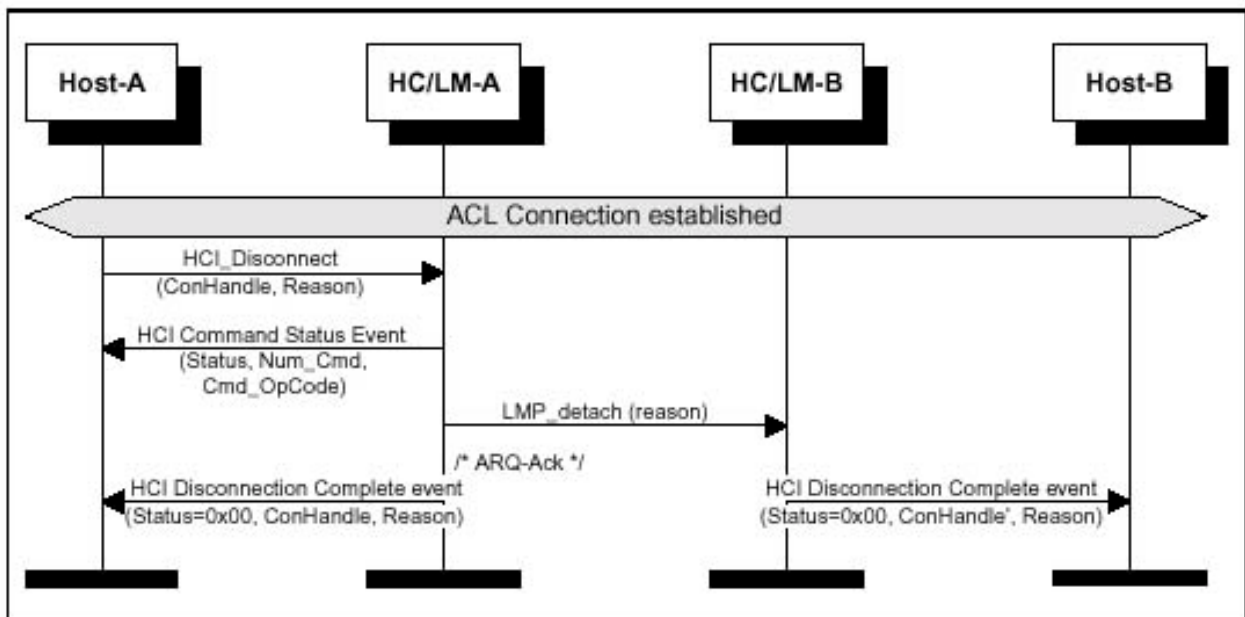 Host-A
HC/LM-A
HC/LM-B
Host-B
ACL Connection established
HCI_Disconnect
(ConHandle, Reason)
HCI Command Status Event
(Status, Num_Cmd,
Cmd_OpCode)
LMP_detach (reason)
/* ARQ-Ack */
HCI Disconnection Complete event
(Status=0x00, ConHandle, Reason)
HCI Disconnection Complete event
(Status=0x00, ConHandle', Reason)